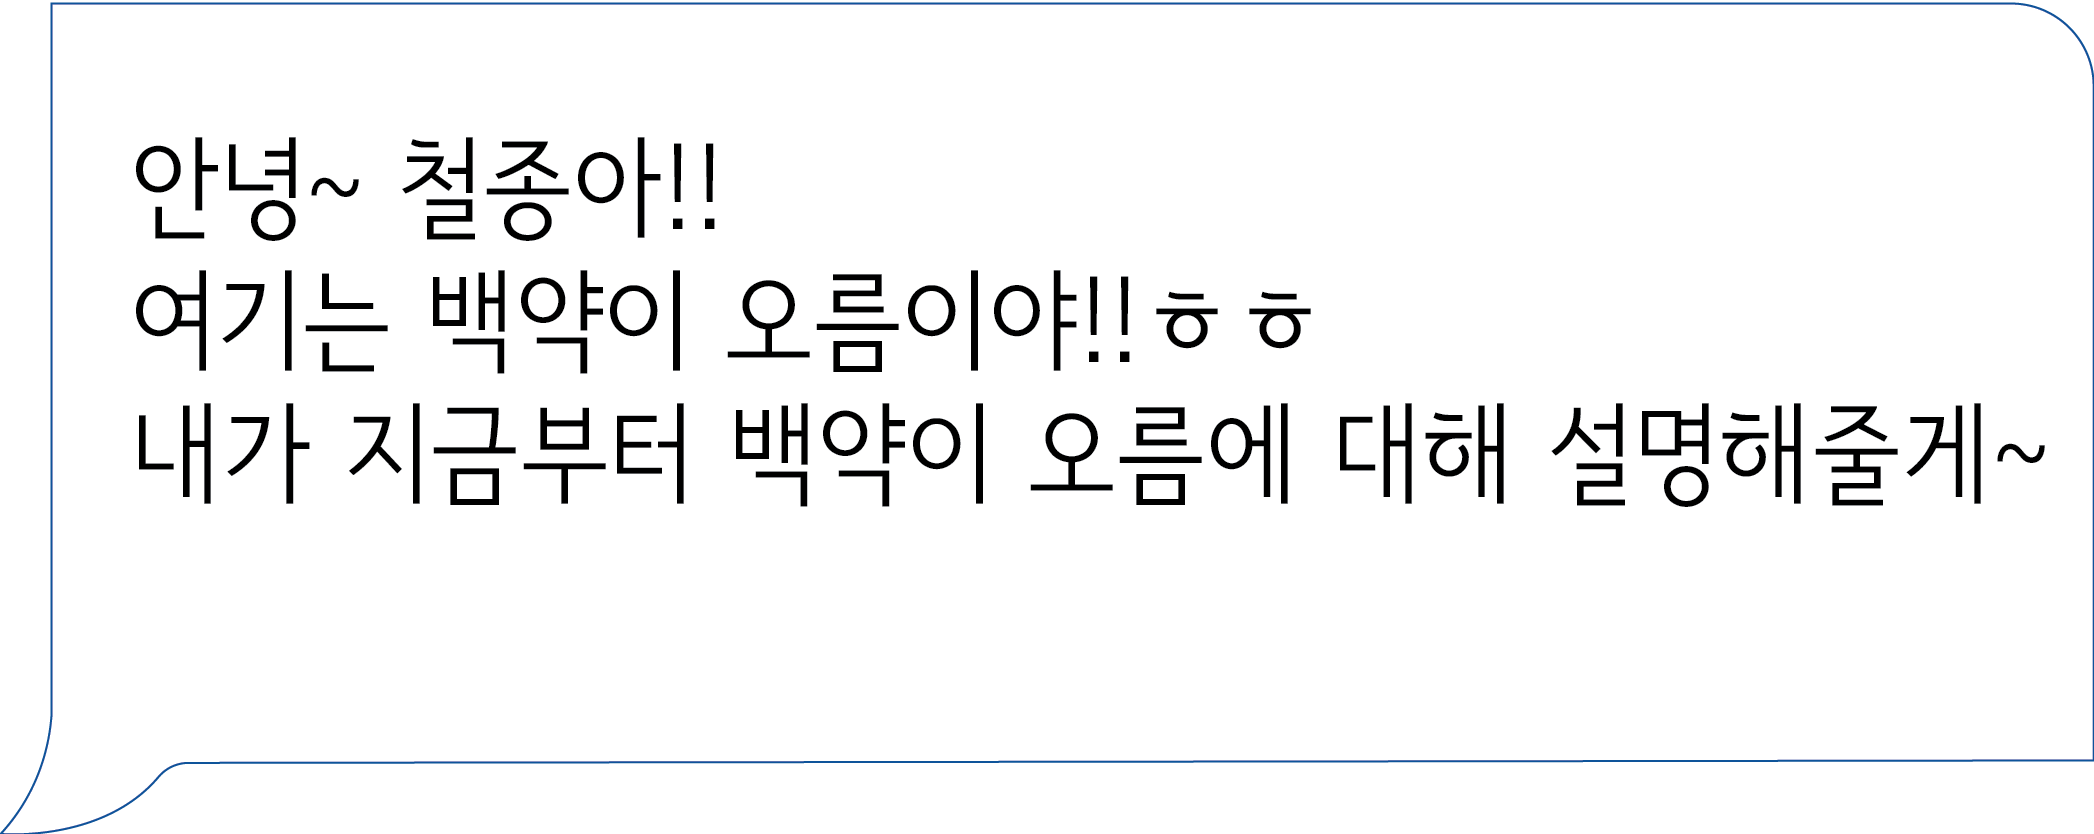 안녕~ 철종아!!
여기는 백약이 오름이야!!ㅎㅎ
내가 지금부터 백약이 오름에 대해 설명해줄게~